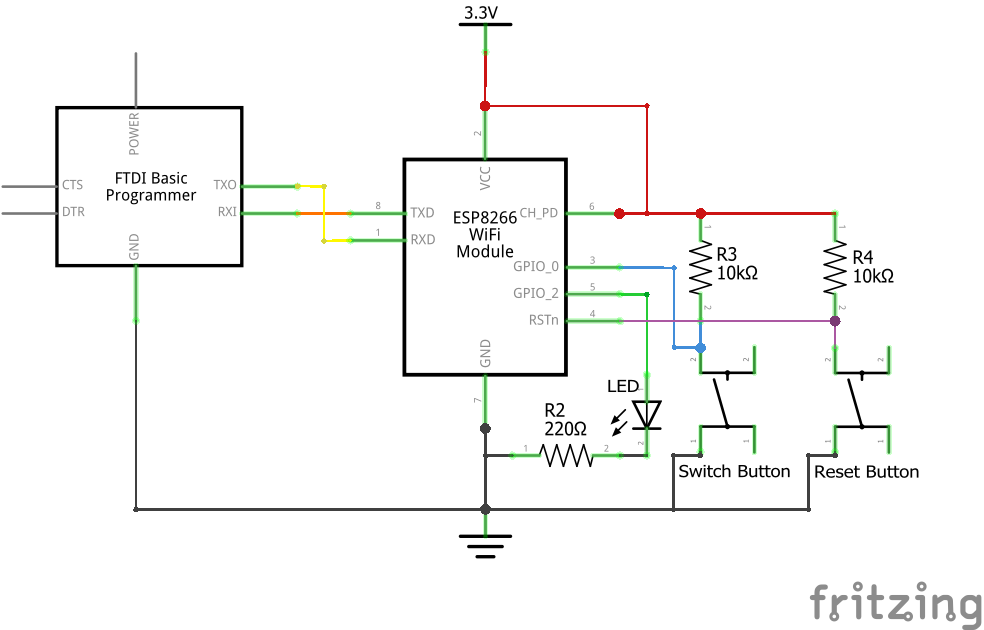 3.3V
POWER
FTDI Basic
Programmer
CTS
DTR
TXO
RXI
GND
2
VCC
ESP8266
WiFi
Module
8
TXD
1
RXD
CH_PD
6
GPIO_0
3
GPIO_2
5
RSTn
4
GND
7
1
R3
10kΩ
2
1
R4
10kΩ
2
LED
1
2
R2
220Ω
1
2
2
2
1
1
Switch Button
2
2
1
1
Reset Button
fritzing